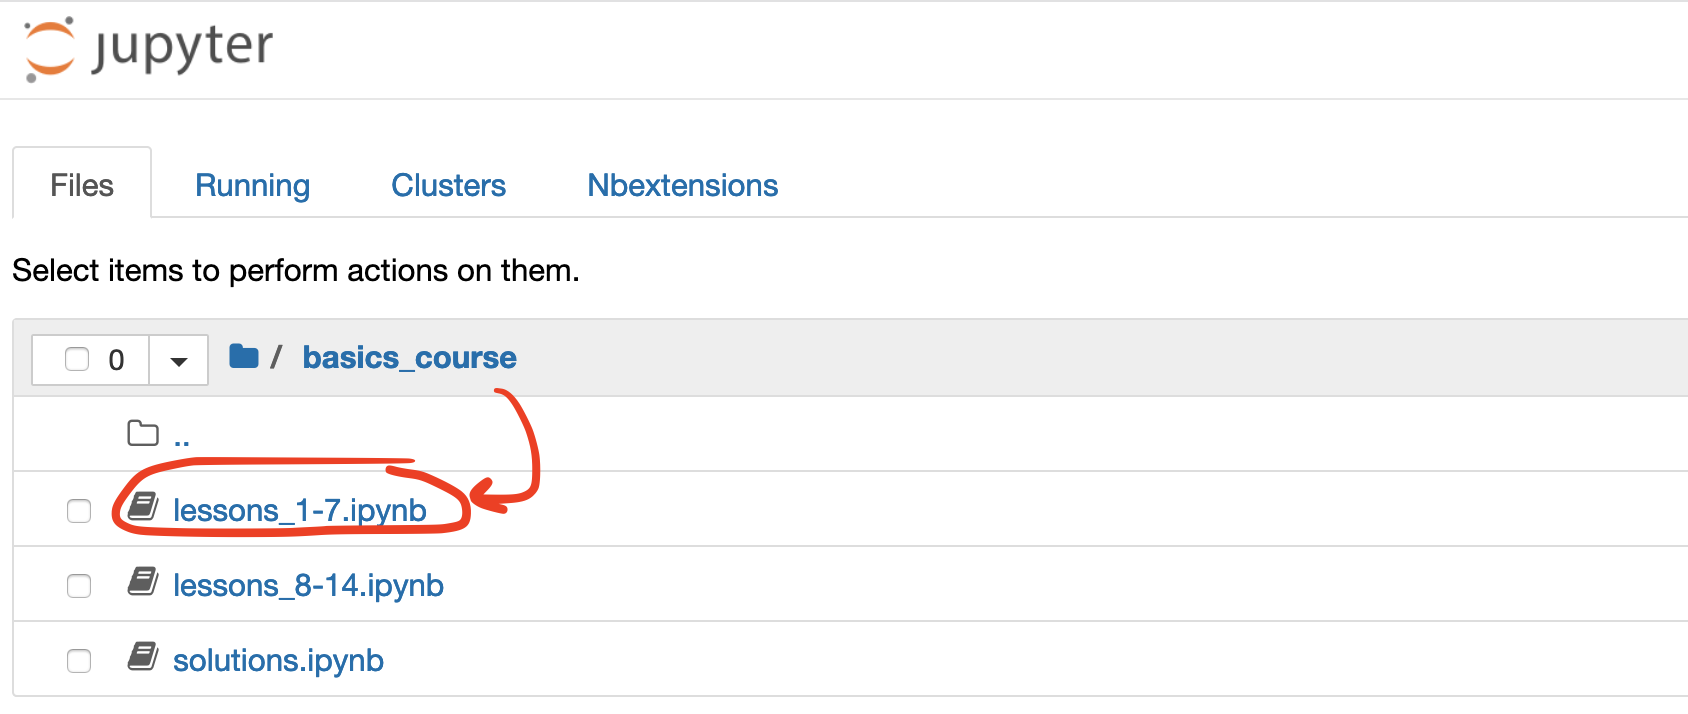 jupyter
Files Running Clusters Nbextensions
Select items to perform actions on them.
0 / basics_course
..
lessons_1-7.ipynb
lessons_8-14.ipynb
solutions.ipynb